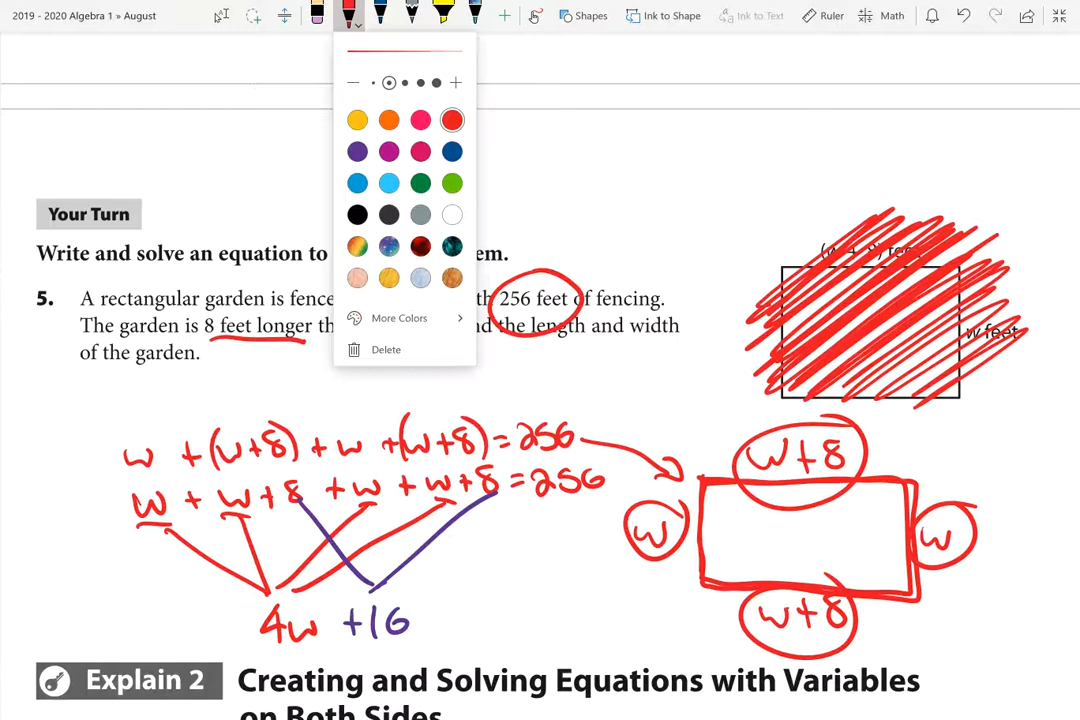 2019 - 2020 Algebra 1 » August
Shapes
Ink to Shape
Ink to Text
Ruler
Math
More Colors
Delete
Your Turn
Write and solve an equation to em.
5. A rectangular garden is fence th 256 feet of fencing.
The garden is 8 feet longer th nd the length and width
of the garden.
w feet
w + (w+8) + w + (w+8) = 256
w + w + 8 + w + w + 8 = 256
4w + 16
w+8
w
w
w+8
Explain 2 Creating and Solving Equations with Variables
on Both Sides